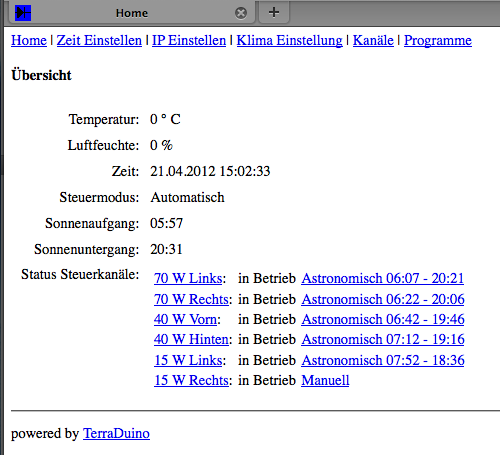 Home
Home | Zeit Einstellen | IP Einstellen | Klima Einstellung | Kanäle | Programme
Übersicht
Temperatur: 0 ° C
Luftfeuchte: 0 %
Zeit: 21.04.2012 15:02:33
Steuermodus: Automatisch
Sonnenaufgang: 05:57
Sonnenuntergang: 20:31
Status Steuerkanäle: 70 W Links: in Betrieb Astronomisch 06:07 - 20:21
70 W Rechts: in Betrieb Astronomisch 06:22 - 20:06
40 W Vorn: in Betrieb Astronomisch 06:42 - 19:46
40 W Hinten: in Betrieb Astronomisch 07:12 - 19:16
15 W Links: in Betrieb Astronomisch 07:52 - 18:36
15 W Rechts: in Betrieb Manuell
powered by TerraDuino